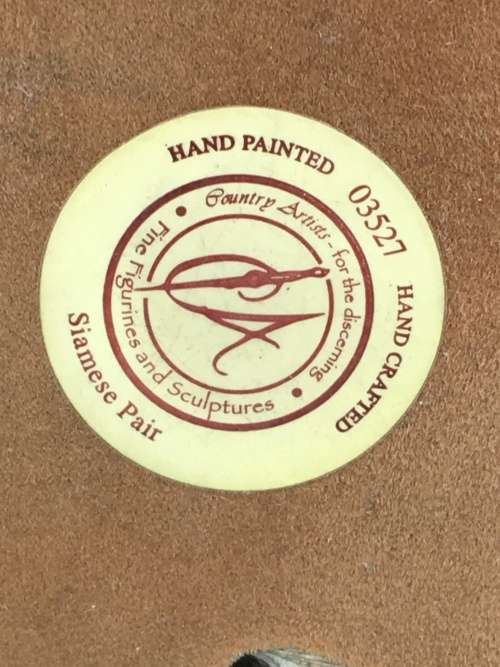 HAND PAINTED
03527
HAND CRAFTED
Siamese Pair
Country Artists - for the discerning
Fine Figurines and Sculptures